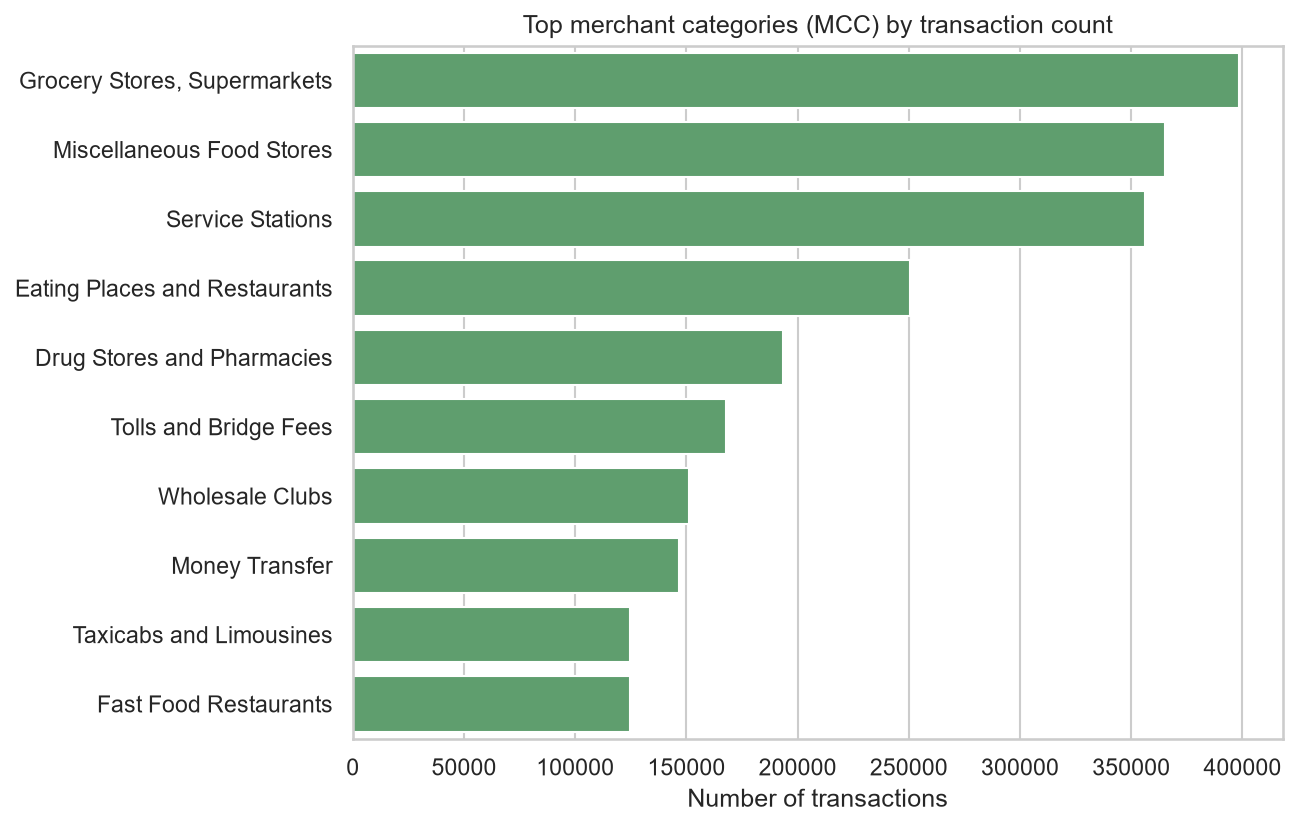 Top merchant categories (MCC) by transaction count
Grocery Stores, Supermarkets
Miscellaneous Food Stores
Service Stations
Eating Places and Restaurants
Drug Stores and Pharmacies
Tolls and Bridge Fees
Wholesale Clubs
Money Transfer
Taxicabs and Limousines
Fast Food Restaurants
0 50000 100000 150000 200000 250000 300000 350000 400000
Number of transactions